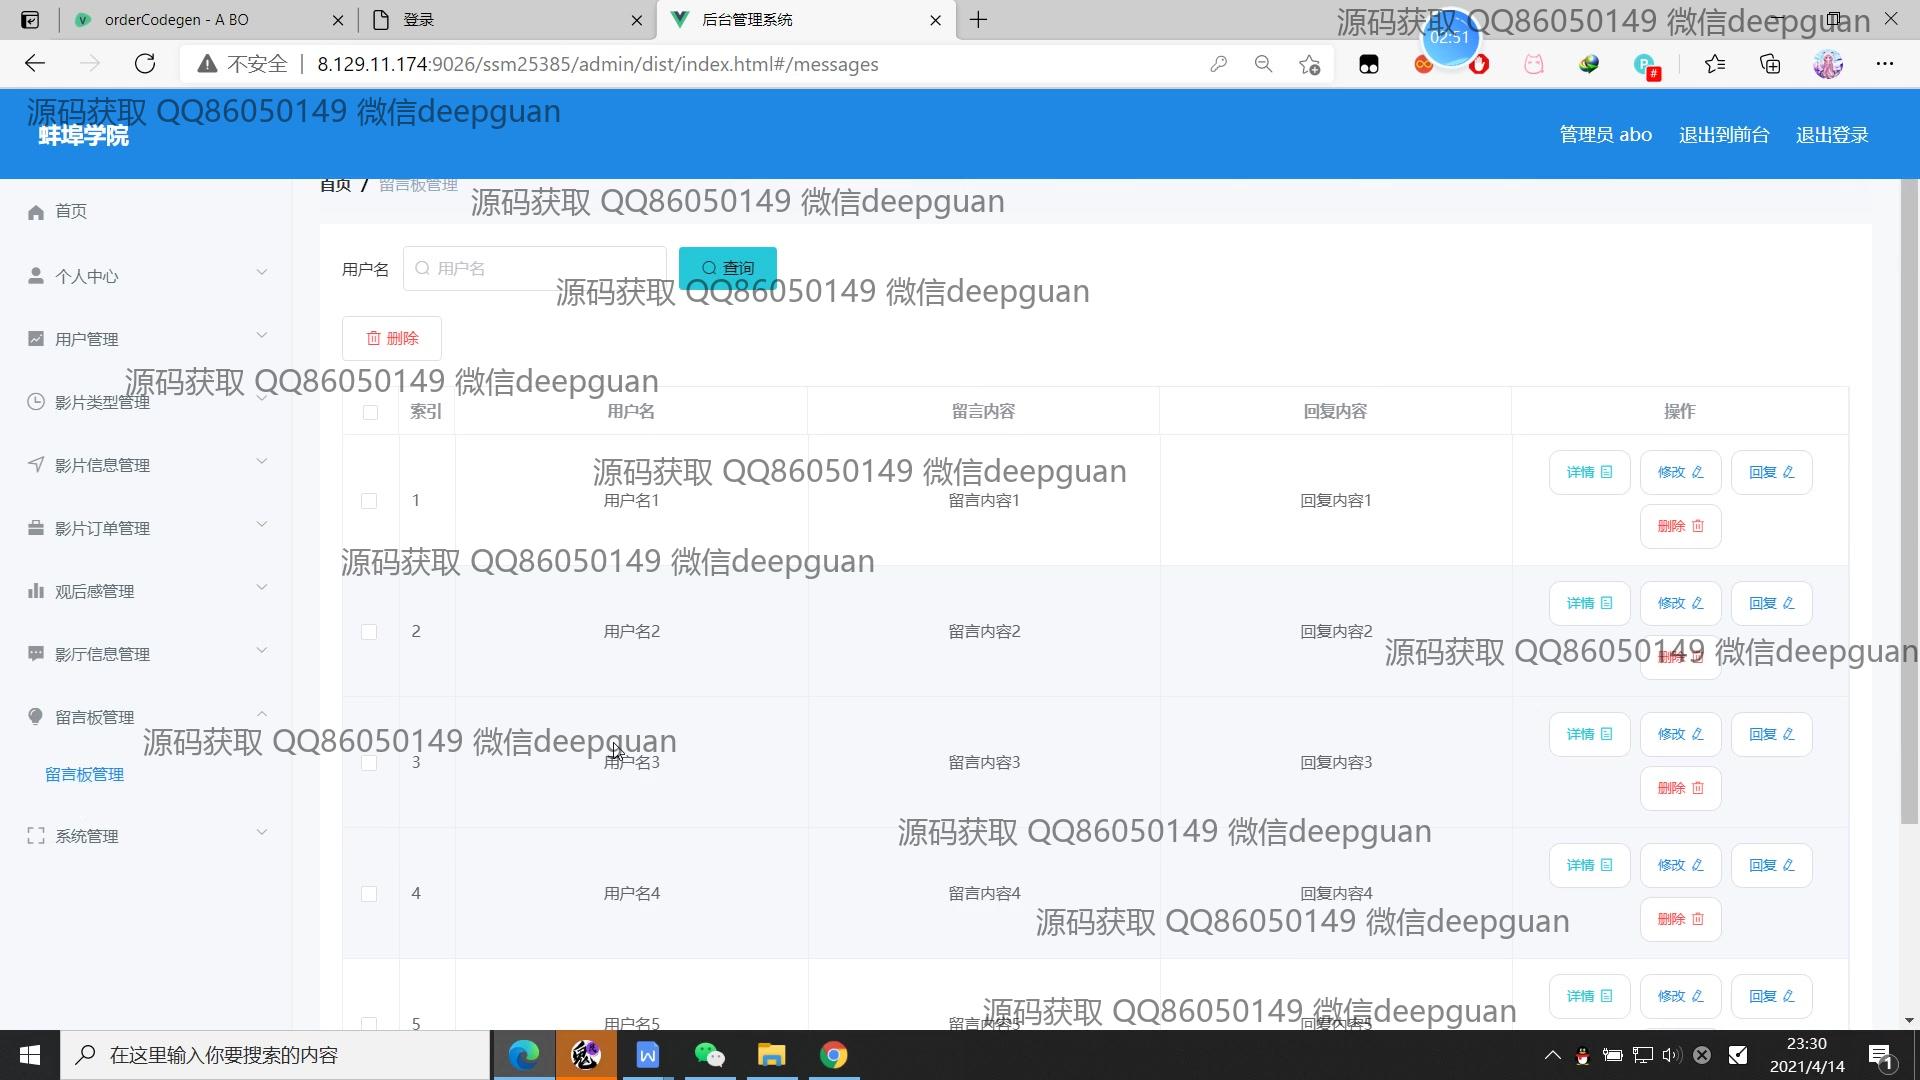 orderCodegen - A BO
登录
后台管理系统
源码获取 QQ86050149 微信deepguan
02:51
不安全
8.129.11.174:9026/ssm25385/admin/dist/index.html#/messages
源码获取 QQ86050149 微信deepguan
蚌埠学院
管理员 abo
退出到前台
退出登录
首页 / 留言板管理
源码获取 QQ86050149 微信deepguan
首页
个人中心
用户管理
影片类型管理
影片信息管理
影片订单管理
观后感管理
影厅信息管理
留言板管理
留言板管理
系统管理
用户名
用户名
查询
源码获取 QQ86050149 微信deepguan
删除
源码获取 QQ86050149 微信deepguan
索引 用户名 留言内容 回复内容 操作
源码获取 QQ86050149 微信deepguan
1 用户名1 留言内容1 回复内容1 详情 修改 回复
删除
源码获取 QQ86050149 微信deepguan
2 用户名2 留言内容2 回复内容2 详情 修改 回复
删除
源码获取 QQ86050149 微信deepguan
源码获取 QQ86050149 微信deepguan
3 用户名3 留言内容3 回复内容3 详情 修改 回复
删除
源码获取 QQ86050149 微信deepguan
4 用户名4 留言内容4 回复内容4 详情 修改 回复
删除
源码获取 QQ86050149 微信deepguan
源码获取 QQ86050149 微信deepguan
5 用户名5 留言内容5 回复内容5 详情 修改 回复
在这里输入你要搜索的内容
23:30
2021/4/14
1